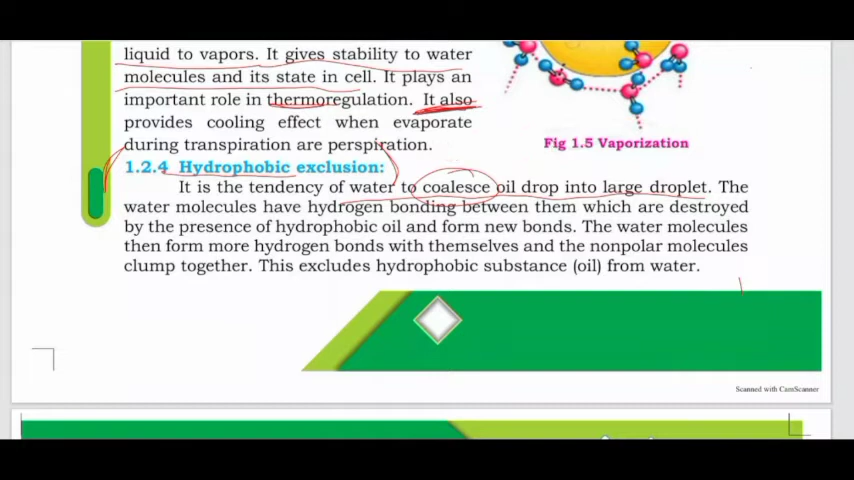 liquid to vapors. It gives stability to water
molecules and its state in cell. It plays an
important role in thermoregulation. It also
provides cooling effect when evaporate
during transpiration are perspiration.
Fig 1.5 Vaporization
1.2.4 Hydrophobic exclusion:
It is the tendency of water to coalesce oil drop into large droplet. The
water molecules have hydrogen bonding between them which are destroyed
by the presence of hydrophobic oil and form new bonds. The water molecules
then form more hydrogen bonds with themselves and the nonpolar molecules
clump together. This excludes hydrophobic substance (oil) from water.
Scanned with CamScanner